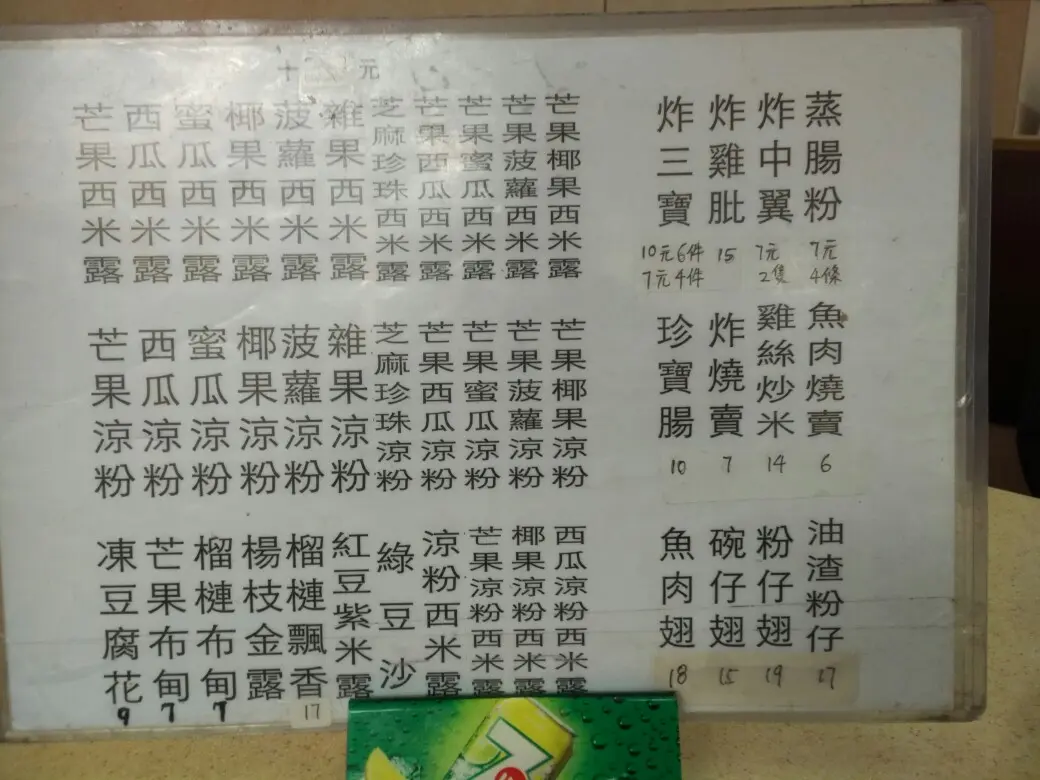 蒸腸粉
7元
4條
炸中翼
7元
2隻
炸雞肶
15
炸三寶
10元6件
7元4件
魚肉燒賣
6
雞絲炒米
14
炸燒賣
7
珍寶腸
10
油渣粉仔
17
粉仔翅
19
碗仔翅
15
魚肉翅
18
十 元
芒果椰果西米露
芒果菠蘿西米露
芒果蜜瓜西米露
芒果西瓜西米露
芝麻珍珠西米露
雜果西米露
菠蘿西米露
椰果西米露
蜜瓜西米露
西瓜西米露
芒果西米露
芒果椰果涼粉
芒果菠蘿涼粉
芒果蜜瓜涼粉
芒果西瓜涼粉
芝麻珍珠涼粉
雜果涼粉
菠蘿涼粉
椰果涼粉
蜜瓜涼粉
西瓜涼粉
芒果涼粉
西瓜涼粉西米露
椰果涼粉西米露
芒果涼粉西米露
涼粉西米露
綠豆沙
紅豆紫米露
榴槤飄香
17
楊枝金露
榴槤布甸
7
芒果布甸
7
凍豆腐花
9
7